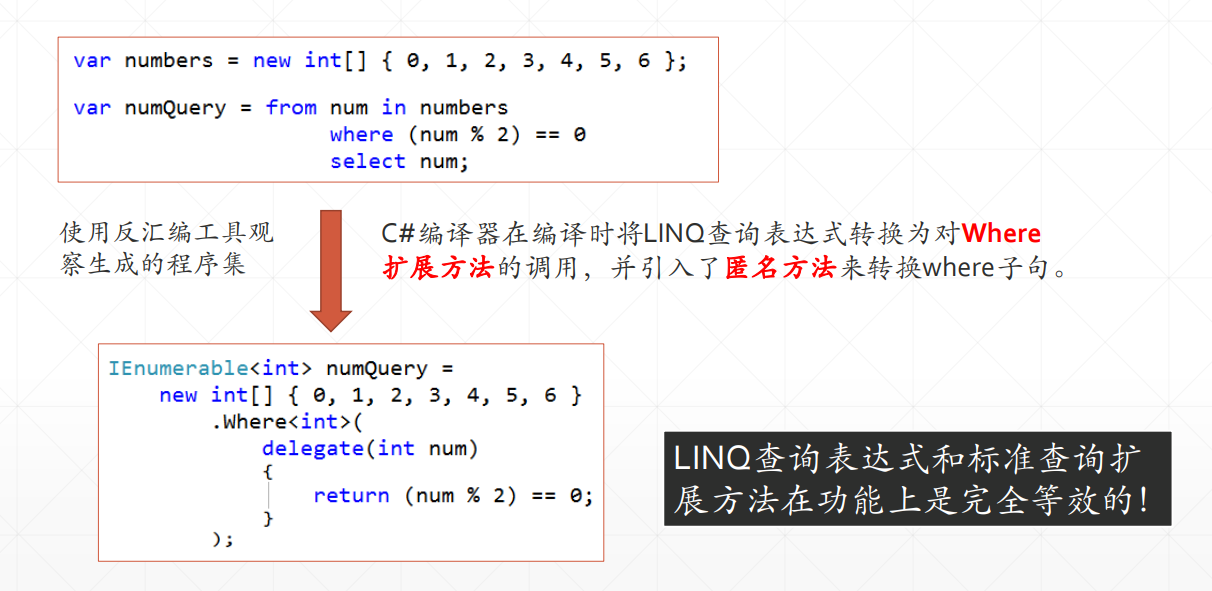 var numbers = new int[] { 0, 1, 2, 3, 4, 5, 6 };
var numQuery = from num in numbers
where (num % 2) == 0
select num;
使用反汇编工具观
察生成的程序集
C#编译器在编译时将LINQ查询表达式转换为对Where
扩展方法的调用，并引入了匿名方法来转换where子句。
IEnumerable<int> numQuery =
new int[] { 0, 1, 2, 3, 4, 5, 6 }
.Where<int>(
delegate(int num)
{
return (num % 2) == 0;
}
);
LINQ查询表达式和标准查询扩
展方法在功能上是完全等效的！